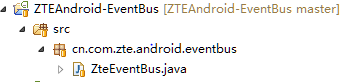 ZTEAndroid-EventBus [ZTEAndroid-EventBus master]
src
cn.com.zte.android.eventbus
ZteEventBus.java